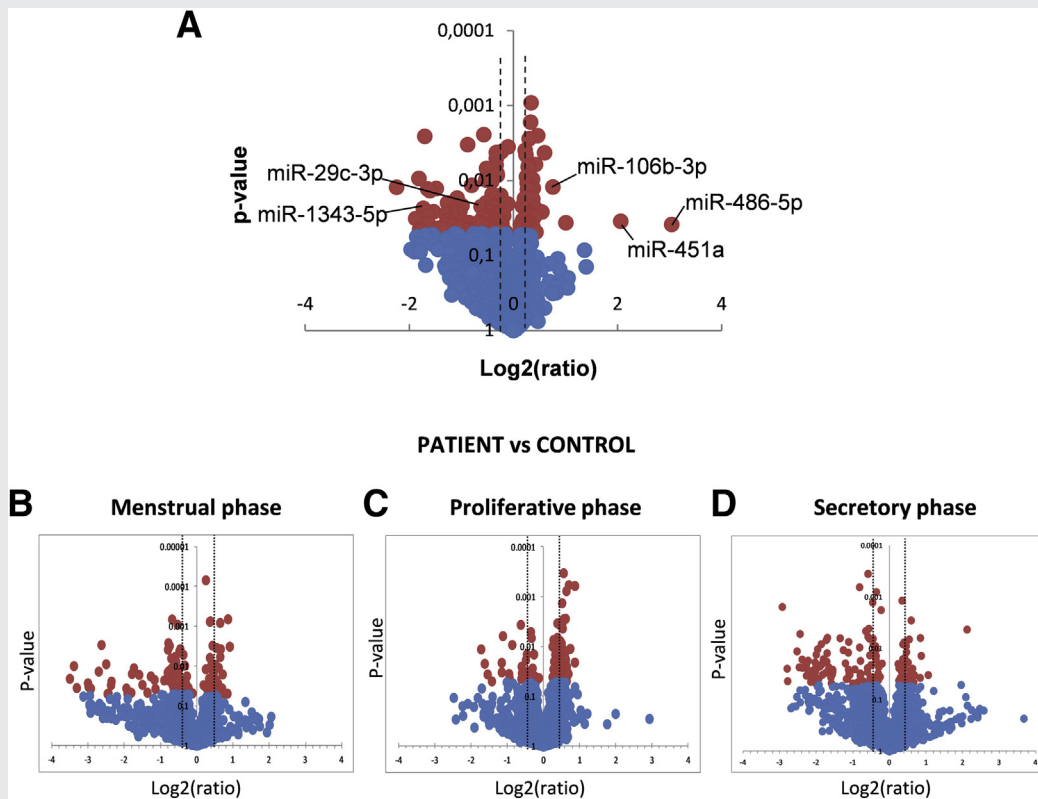 A
0,0001
0,001
0,01
0,1
1
p-value
miR-29c-3p
miR-1343-5p
miR-106b-3p
miR-486-5p
miR-451a
-4 -2 0 2 4
Log2(ratio)
PATIENT vs CONTROL
B Menstrual phase
0.00001
0.0001
0.001
0.01
0.1
1
P-value
-4 -3 -2 -1 0 1 2 3 4
Log2(ratio)
C Proliferative phase
0.0001
0.001
0.01
0.1
1
P-value
-4 -3 -2 -1 0 1 2 3 4
Log2(ratio)
D Secretory phase
0.0001
0.001
0.01
0.1
1
P-value
-4 -3 -2 -1 0 1 2 3 4
Log2(ratio)